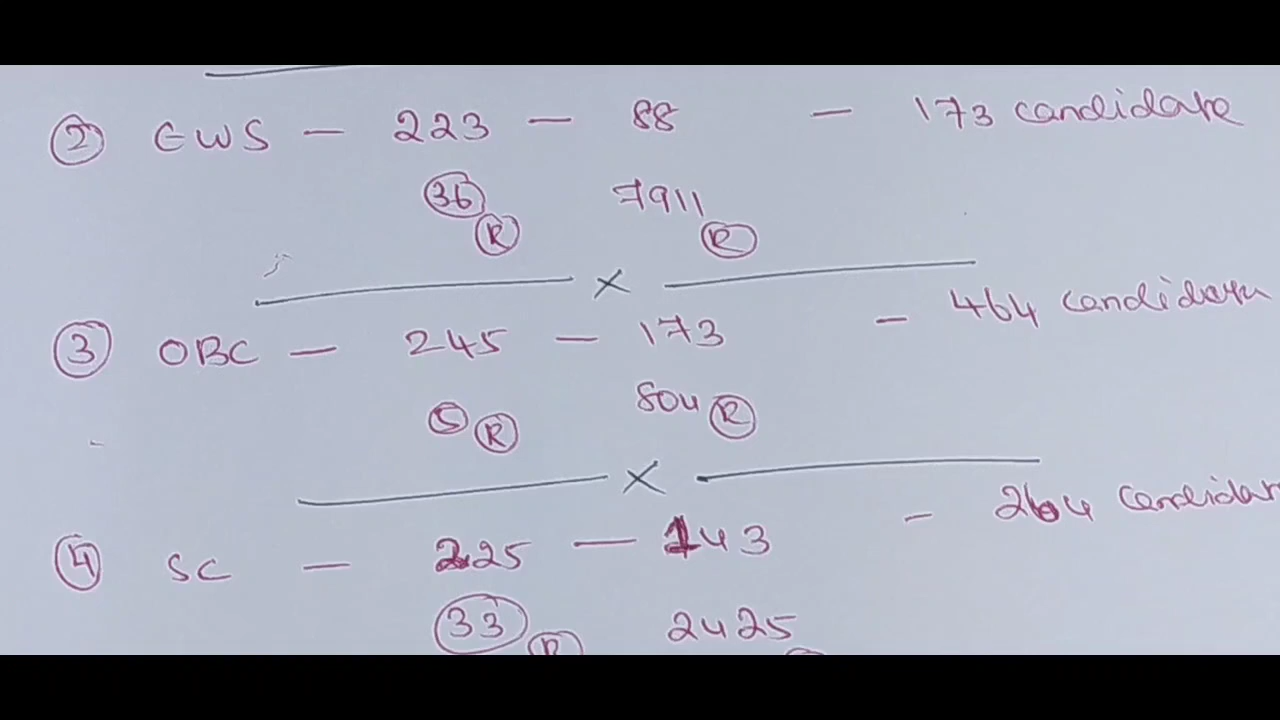 ② EWS - 223 - 88 - 173 candidate
36 7911
R R
×
③ OBC - 245 - 173 - 464 candidate
5 R 804 R
×
④ SC - 225 - 143 - 264 candidat
33 2425
R